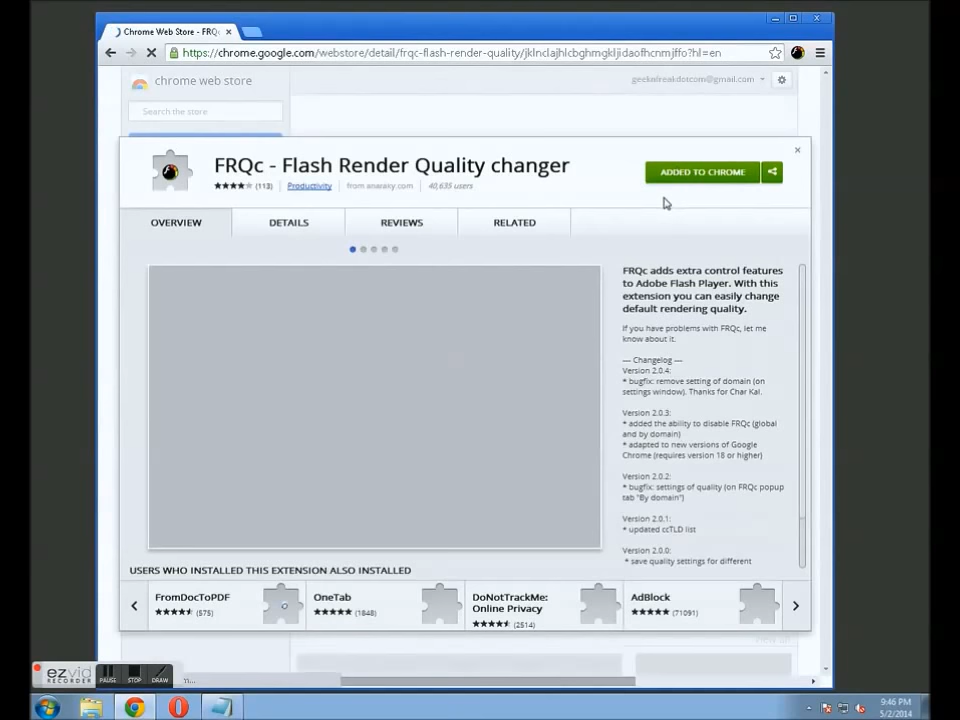 Chrome Web Store - FRQc
https://chrome.google.com/webstore/detail/frqc-flash-render-quality/jklnclajhlcbghmgkljidaofhcnmjffo?hl=en
chrome web store
geekafreakdotcom@gmail.com
Search the store
FRQc - Flash Render Quality changer
(113) Productivity from anaraky.com 40,635 users
ADDED TO CHROME
OVERVIEW DETAILS REVIEWS RELATED
FRQc adds extra control features
to Adobe Flash Player. With this
extension you can easily change
default rendering quality.
If you have problems with FRQc, let me
know about it.
— Changelog —
Version 2.0.4:
* bugfix: remove setting of domain (on
settings window). Thanks for Char Kal.
Version 2.0.3:
* added the ability to disable FRQc (global
and by domain)
* adapted to new versions of Google
Chrome (requires version 18 or higher)
Version 2.0.2:
* bugfix: settings of quality (on FRQc popup
tab "By domain")
Version 2.0.1:
* updated ccTLD list
Version 2.0.0:
* save quality settings for different
USERS WHO INSTALLED THIS EXTENSION ALSO INSTALLED
FromDocToPDF
(575)
OneTab
(1848)
DoNotTrackMe:
Online Privacy
(2514)
AdBlock
(71091)
ezvid
RECORDER
PAUSE STOP DRAW
9:46 PM
5/2/2014